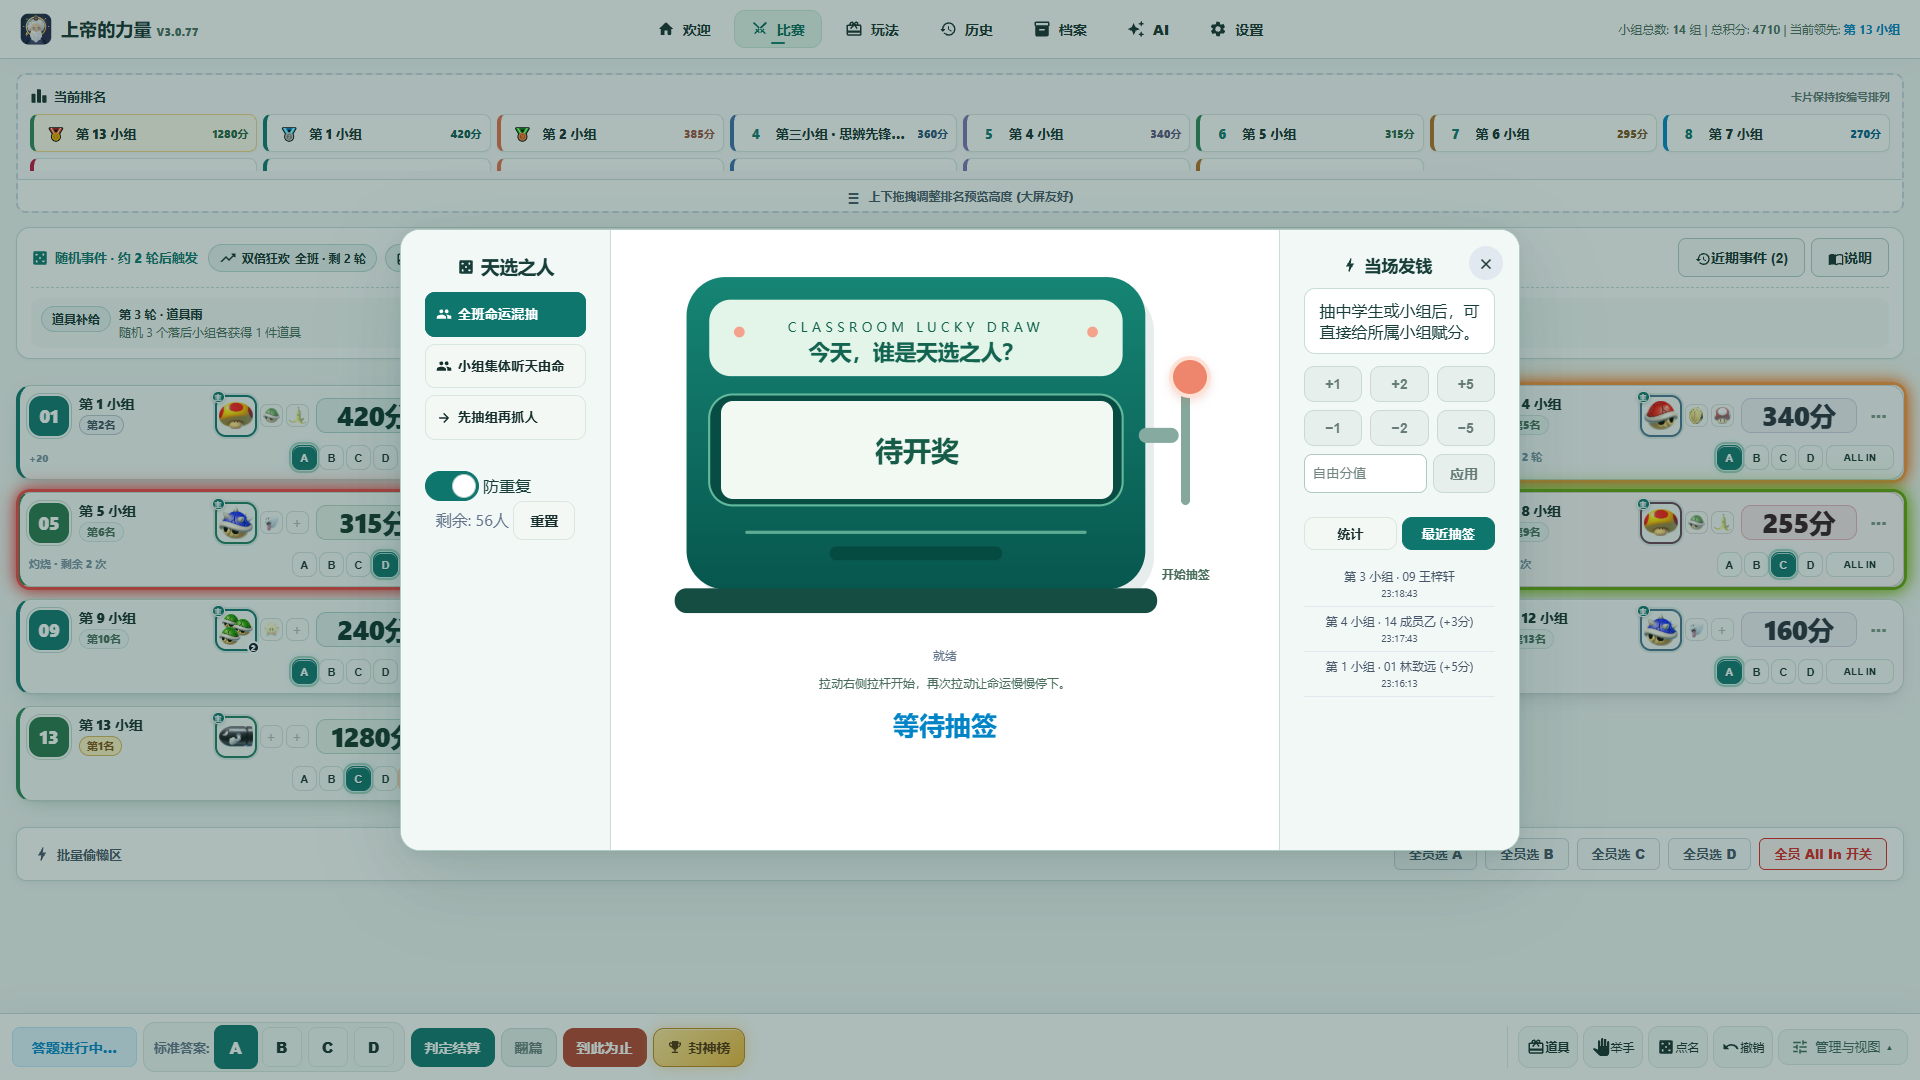 上帝的力量 V3.0.77
欢迎
比赛
玩法
历史
档案
AI
设置
小组总数: 14 组 | 总积分: 4710 | 当前领先: 第 13 小组
当前排名
卡片保持按编号排列
第 13 小组 1280分
第 1 小组 420分
第 2 小组 385分
4 第三小组 · 思辨先锋... 360分
5 第 4 小组 340分
6 第 5 小组 315分
7 第 6 小组 295分
8 第 7 小组 270分
上下拖拽调整排名预览高度 (大屏友好)
随机事件 · 约 2 轮后触发
双倍狂欢 全班 · 剩 2 轮
近期事件 (2)
说明
道具补给
第 3 轮 · 道具雨
随机 3 个落后小组各获得 1 件道具
01
第 1 小组
第2名
420分
+20
A B C D
05
第 5 小组
第6名
315分
灼烧 · 剩余 2 次
A B C D
09
第 9 小组
第10名
2
+
240分
A B C D
13
第 13 小组
第1名
+ +
1280分
A B C D
天选之人
全班命运混抽
小组集体听天由命
先抽组再抓人
防重复
剩余: 56人
重置
CLASSROOM LUCKY DRAW
今天，谁是天选之人？
待开奖
开始抽签
就绪
拉动右侧拉杆开始，再次拉动让命运慢慢停下。
等待抽签
当场发钱
抽中学生或小组后，可
直接给所属小组赋分。
+1 +2 +5
−1 −2 −5
自由分值
应用
统计
最近抽签
第 3 小组 · 09 王梓轩
23:18:43
第 4 小组 · 14 成员乙 (+3分)
23:17:43
第 1 小组 · 01 林致远 (+5分)
23:16:13
4 小组
5名
340分
2 轮
A B C D ALL IN
8 小组
9名
255分
次
A B C D ALL IN
12 小组
13名
+
160分
A B C D ALL IN
批量偷懒区
全员选 A
全员选 B
全员选 C
全员选 D
全员 All In 开关
答题进行中...
标准答案:
A B C D
判定结算
翻篇
到此为止
封神榜
道具
举手
点名
撤销
管理与视图